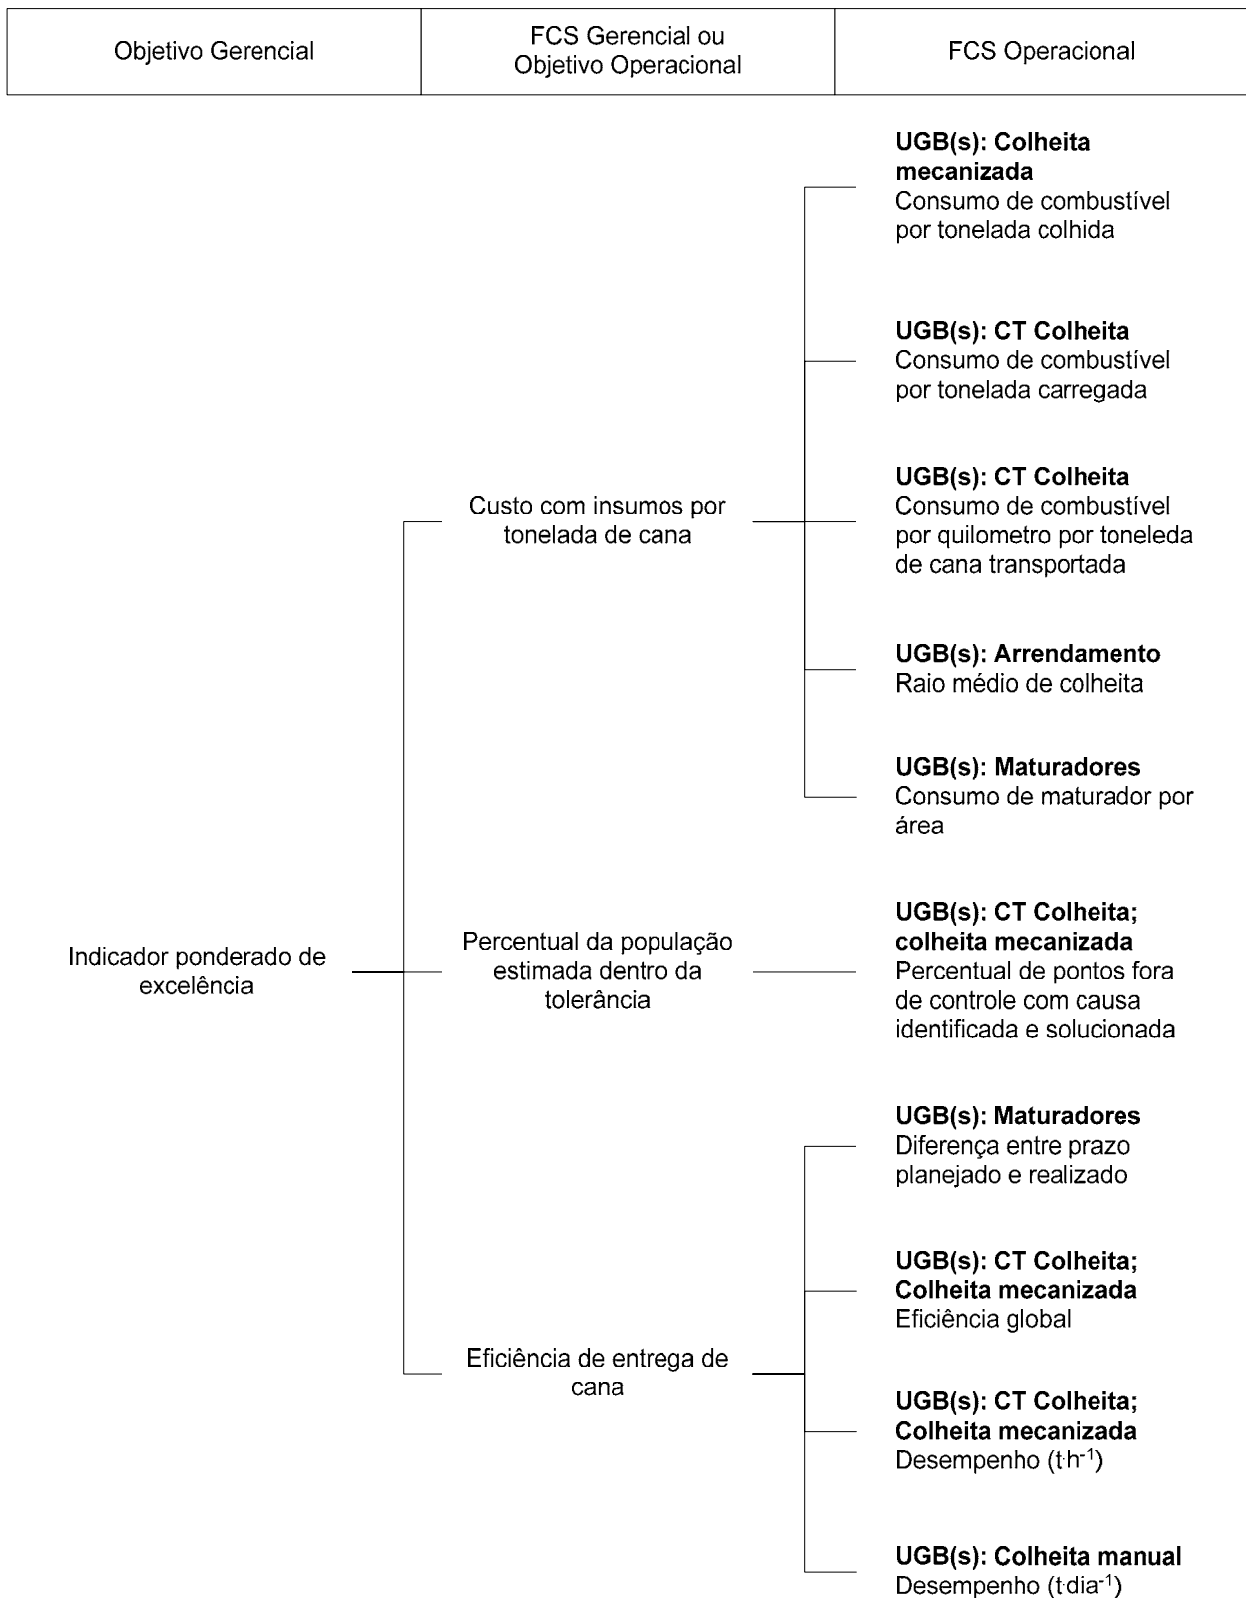 Objetivo Gerencial
FCS Gerencial ou
Objetivo Operacional
FCS Operacional
UGB(s): Colheita
mecanizada
Consumo de combustível
por tonelada colhida
UGB(s): CT Colheita
Consumo de combustível
por tonelada carregada
Custo com insumos por
tonelada de cana
UGB(s): CT Colheita
Consumo de combustível
por quilometro por toneleda
de cana transportada
UGB(s): Arrendamento
Raio médio de colheita
UGB(s): Maturadores
Consumo de maturador por
área
Indicador ponderado de
excelência
Percentual da população
estimada dentro da
tolerância
UGB(s): CT Colheita;
colheita mecanizada
Percentual de pontos fora
de controle com causa
identificada e solucionada
UGB(s): Maturadores
Diferença entre prazo
planejado e realizado
UGB(s): CT Colheita;
Colheita mecanizada
Eficiência global
Eficiência de entrega de
cana
UGB(s): CT Colheita;
Colheita mecanizada
Desempenho (t·h⁻¹)
UGB(s): Colheita manual
Desempenho (t·dia⁻¹)